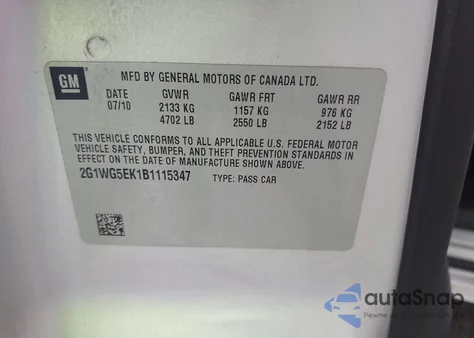 GM
MFD BY GENERAL MOTORS OF CANADA LTD.
DATE GVWR GAWR FRT GAWR RR
07/10 2133 KG 1157 KG 976 KG
4702 LB 2550 LB 2152 LB
THIS VEHICLE CONFORMS TO ALL APPLICABLE U.S. FEDERAL MOTOR
VEHICLE SAFETY, BUMPER, AND THEFT PREVENTION STANDARDS IN
EFFECT ON THE DATE OF MANUFACTURE SHOWN ABOVE.
2G1WG5EK1B1115347 TYPE: PASS CAR
autoSnap